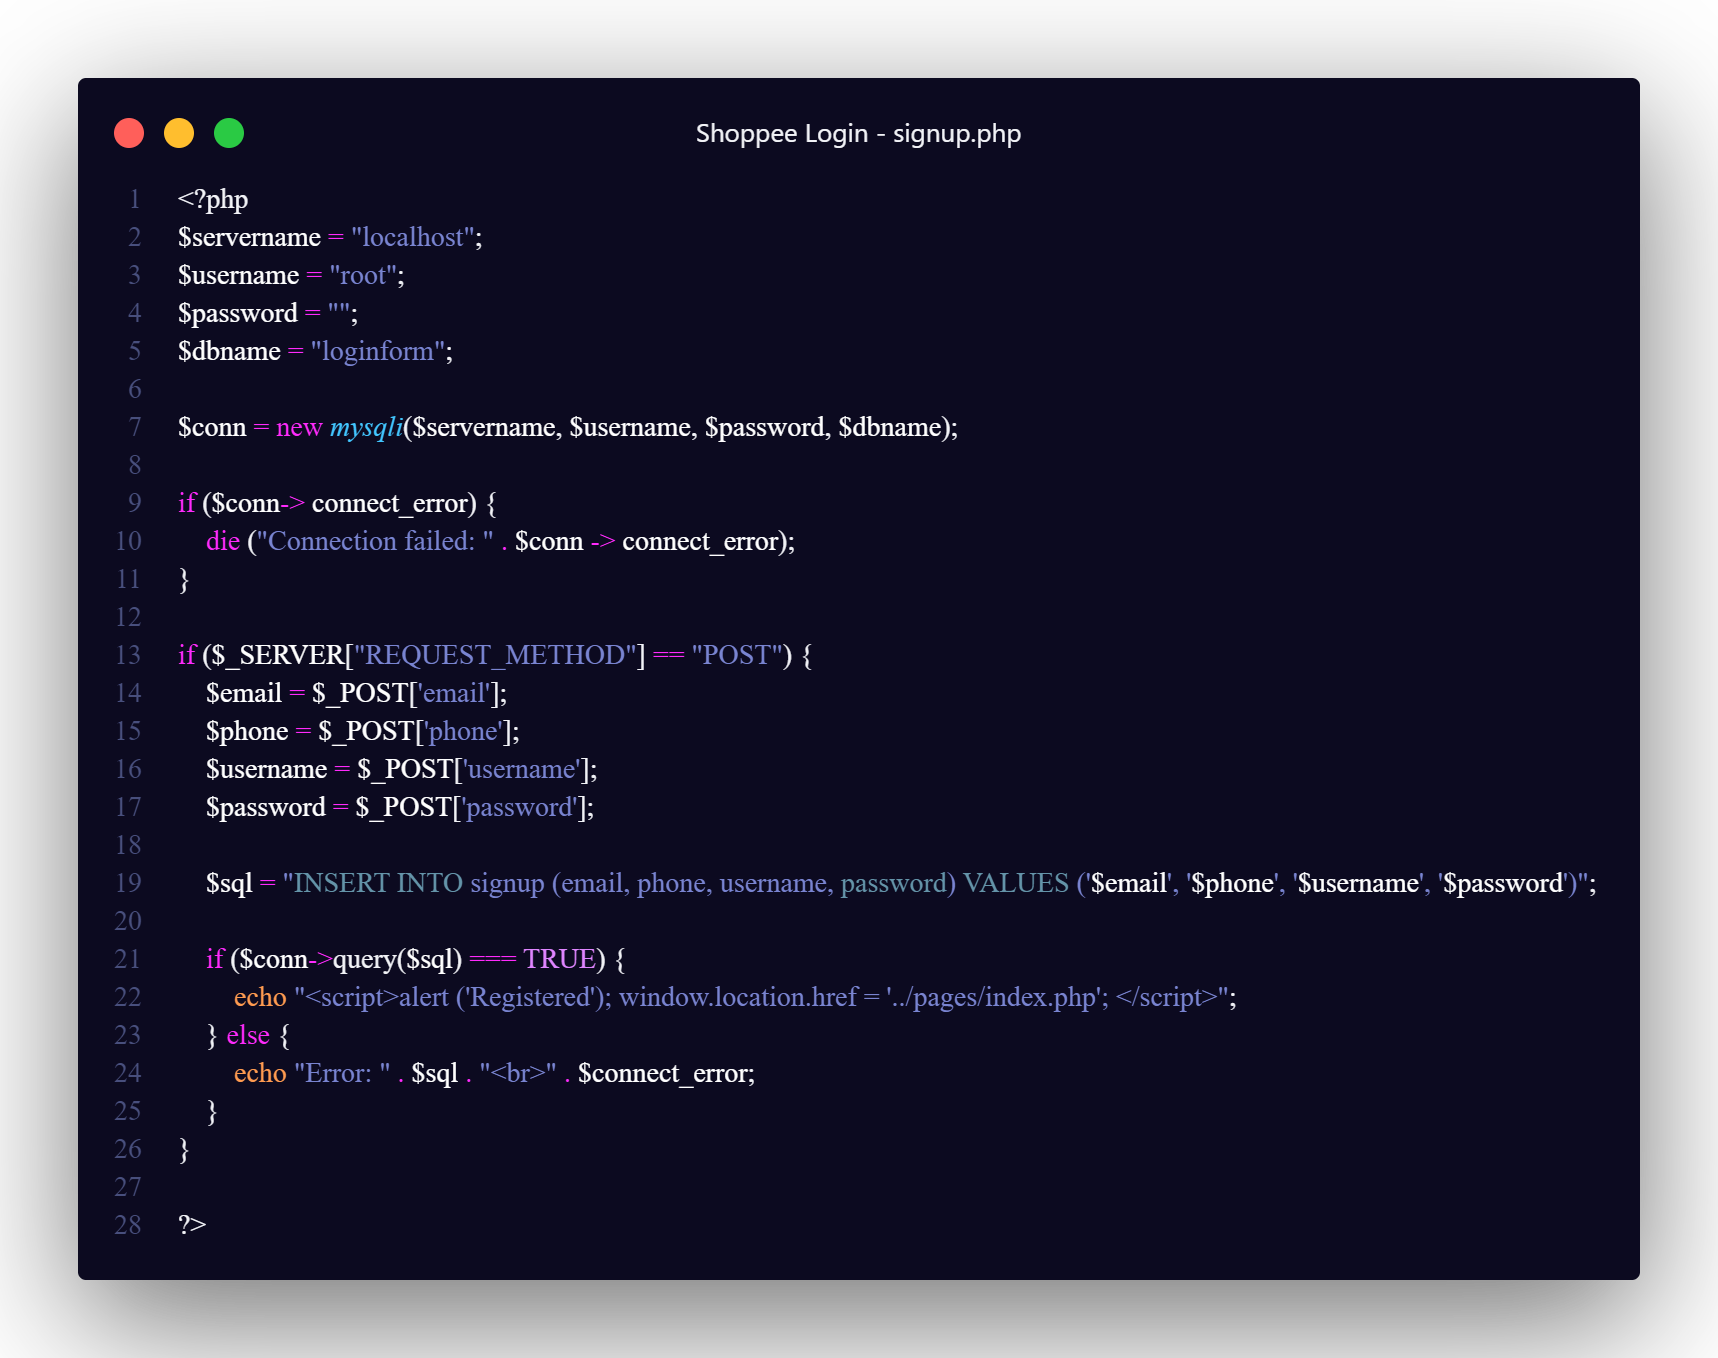 Shoppee Login - signup.php
1 <?php
2 $servername = "localhost";
3 $username = "root";
4 $password = "";
5 $dbname = "loginform";
6
7 $conn = new mysqli($servername, $username, $password, $dbname);
8
9 if ($conn-> connect_error) {
10     die ("Connection failed: " . $conn -> connect_error);
11 }
12
13 if ($_SERVER["REQUEST_METHOD"] == "POST") {
14     $email = $_POST['email'];
15     $phone = $_POST['phone'];
16     $username = $_POST['username'];
17     $password = $_POST['password'];
18
19     $sql = "INSERT INTO signup (email, phone, username, password) VALUES ('$email', '$phone', '$username', '$password')";
20
21     if ($conn->query($sql) === TRUE) {
22         echo "<script>alert ('Registered'); window.location.href = '../pages/index.php'; </script>";
23     } else {
24         echo "Error: " . $sql . "<br>" . $connect_error;
25     }
26 }
27
28 ?>